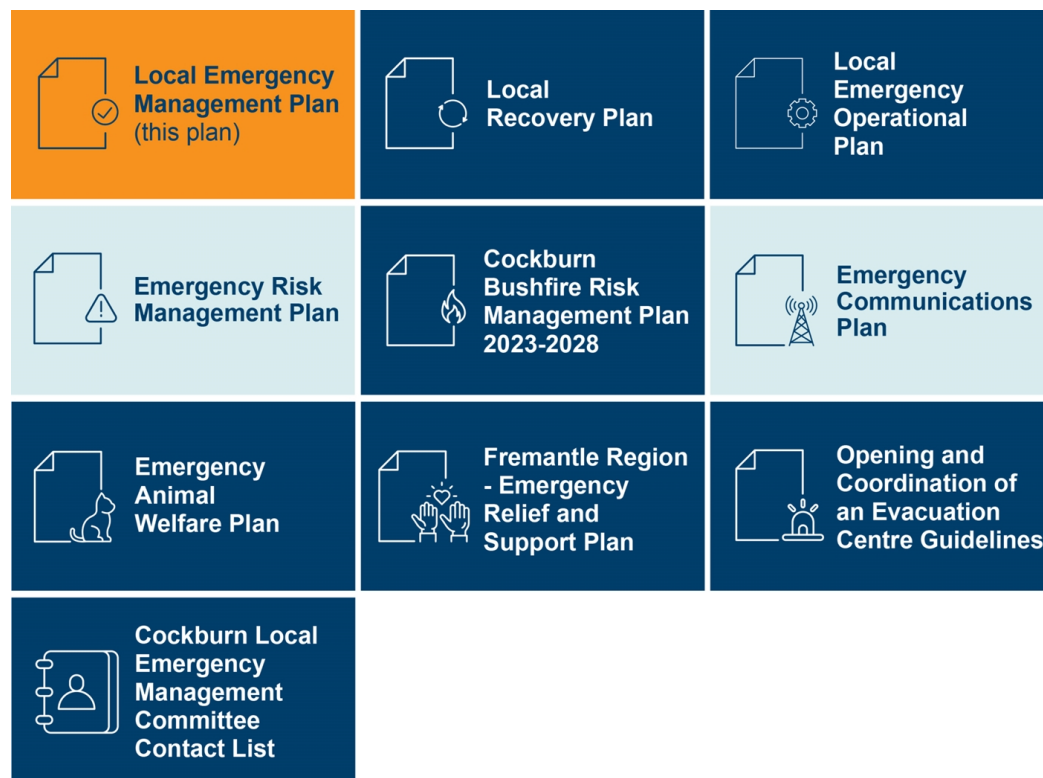 Local Emergency
Management Plan
(this plan)
Local
Recovery Plan
Local
Emergency
Operational
Plan
Emergency Risk
Management Plan
Cockburn
Bushfire Risk
Management Plan
2023-2028
Emergency
Communications
Plan
Emergency
Animal
Welfare Plan
Fremantle Region
- Emergency
Relief and
Support Plan
Opening and
Coordination of
an Evacuation
Centre Guidelines
Cockburn Local
Emergency
Management
Committee
Contact List